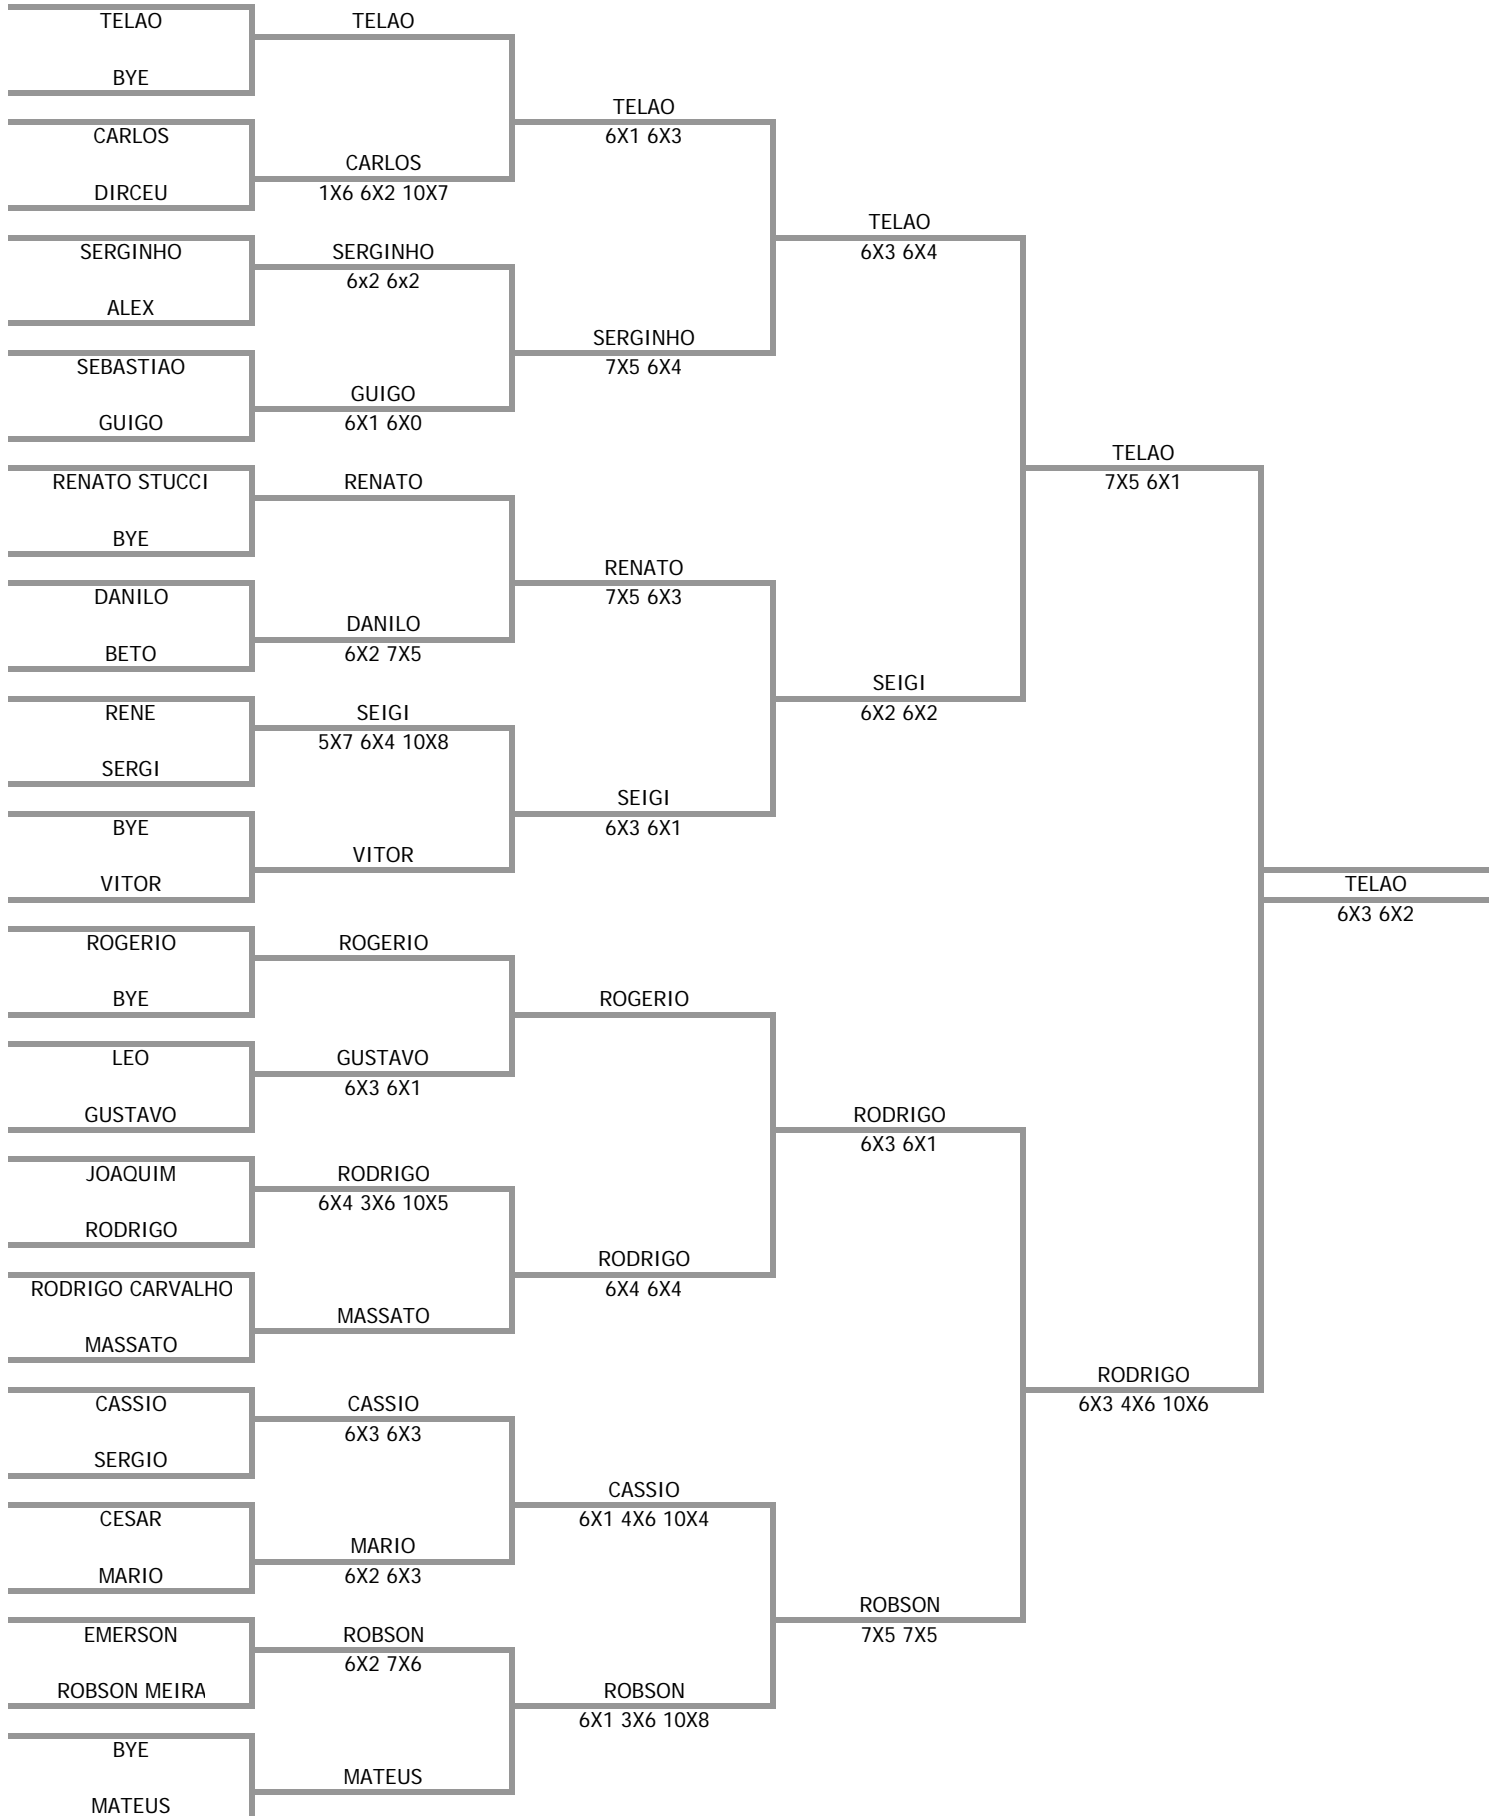 TELAO
BYE
CARLOS
DIRCEU
SERGINHO
ALEX
SEBASTIAO
GUIGO
RENATO STUCCI
BYE
DANILO
BETO
RENE
SERGI
BYE
VITOR
ROGERIO
BYE
LEO
GUSTAVO
JOAQUIM
RODRIGO
RODRIGO CARVALHO
MASSATO
CASSIO
SERGIO
CESAR
MARIO
EMERSON
ROBSON MEIRA
BYE
MATEUS
TELAO
CARLOS
1X6 6X2 10X7
SERGINHO
6x2 6x2
GUIGO
6X1 6X0
RENATO
DANILO
6X2 7X5
SEIGI
5X7 6X4 10X8
VITOR
ROGERIO
GUSTAVO
6X3 6X1
RODRIGO
6X4 3X6 10X5
MASSATO
CASSIO
6X3 6X3
MARIO
6X2 6X3
ROBSON
6X2 7X6
MATEUS
TELAO
6X1 6X3
SERGINHO
7X5 6X4
RENATO
7X5 6X3
SEIGI
6X3 6X1
ROGERIO
RODRIGO
6X4 6X4
CASSIO
6X1 4X6 10X4
ROBSON
6X1 3X6 10X8
TELAO
6X3 6X4
SEIGI
6X2 6X2
RODRIGO
6X3 6X1
ROBSON
7X5 7X5
TELAO
7X5 6X1
RODRIGO
6X3 4X6 10X6
TELAO
6X3 6X2